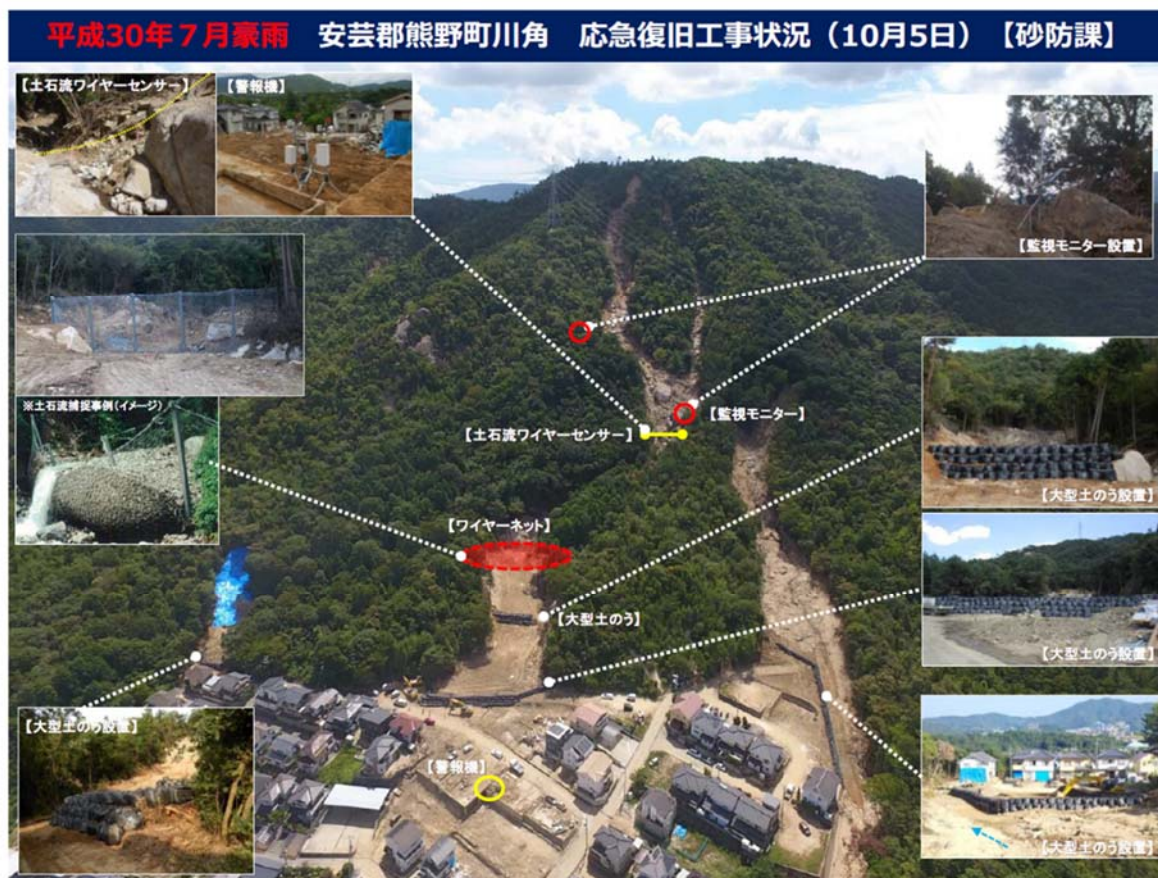 平成30年7月豪雨 安芸郡熊野町川角 応急復旧工事状況（10月5日）【砂防課】
【土石流ワイヤーセンサー】
【警報機】
【監視モニター設置】
※土石流捕捉事例（イメージ）
【監視モニター】
【土石流ワイヤーセンサー】
【大型土のう設置】
【ワイヤーネット】
【大型土のう】
【大型土のう設置】
【大型土のう設置】
【警報機】
【大型土のう設置】